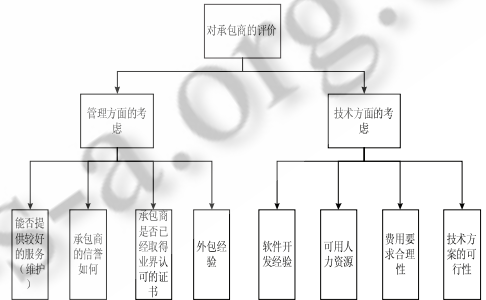 对承包商的评价
管理方面的考
虑
技术方面的考
虑
能否提
供较好
的服务
（维护
）
承包商
的信誉
如何
承包商
是否已
经取得
业界认
可的证
书
外包经
验
软件开
发经验
可用人
力资源
费用要
求合理
性
技术方
案的可
行性
s-a.org.